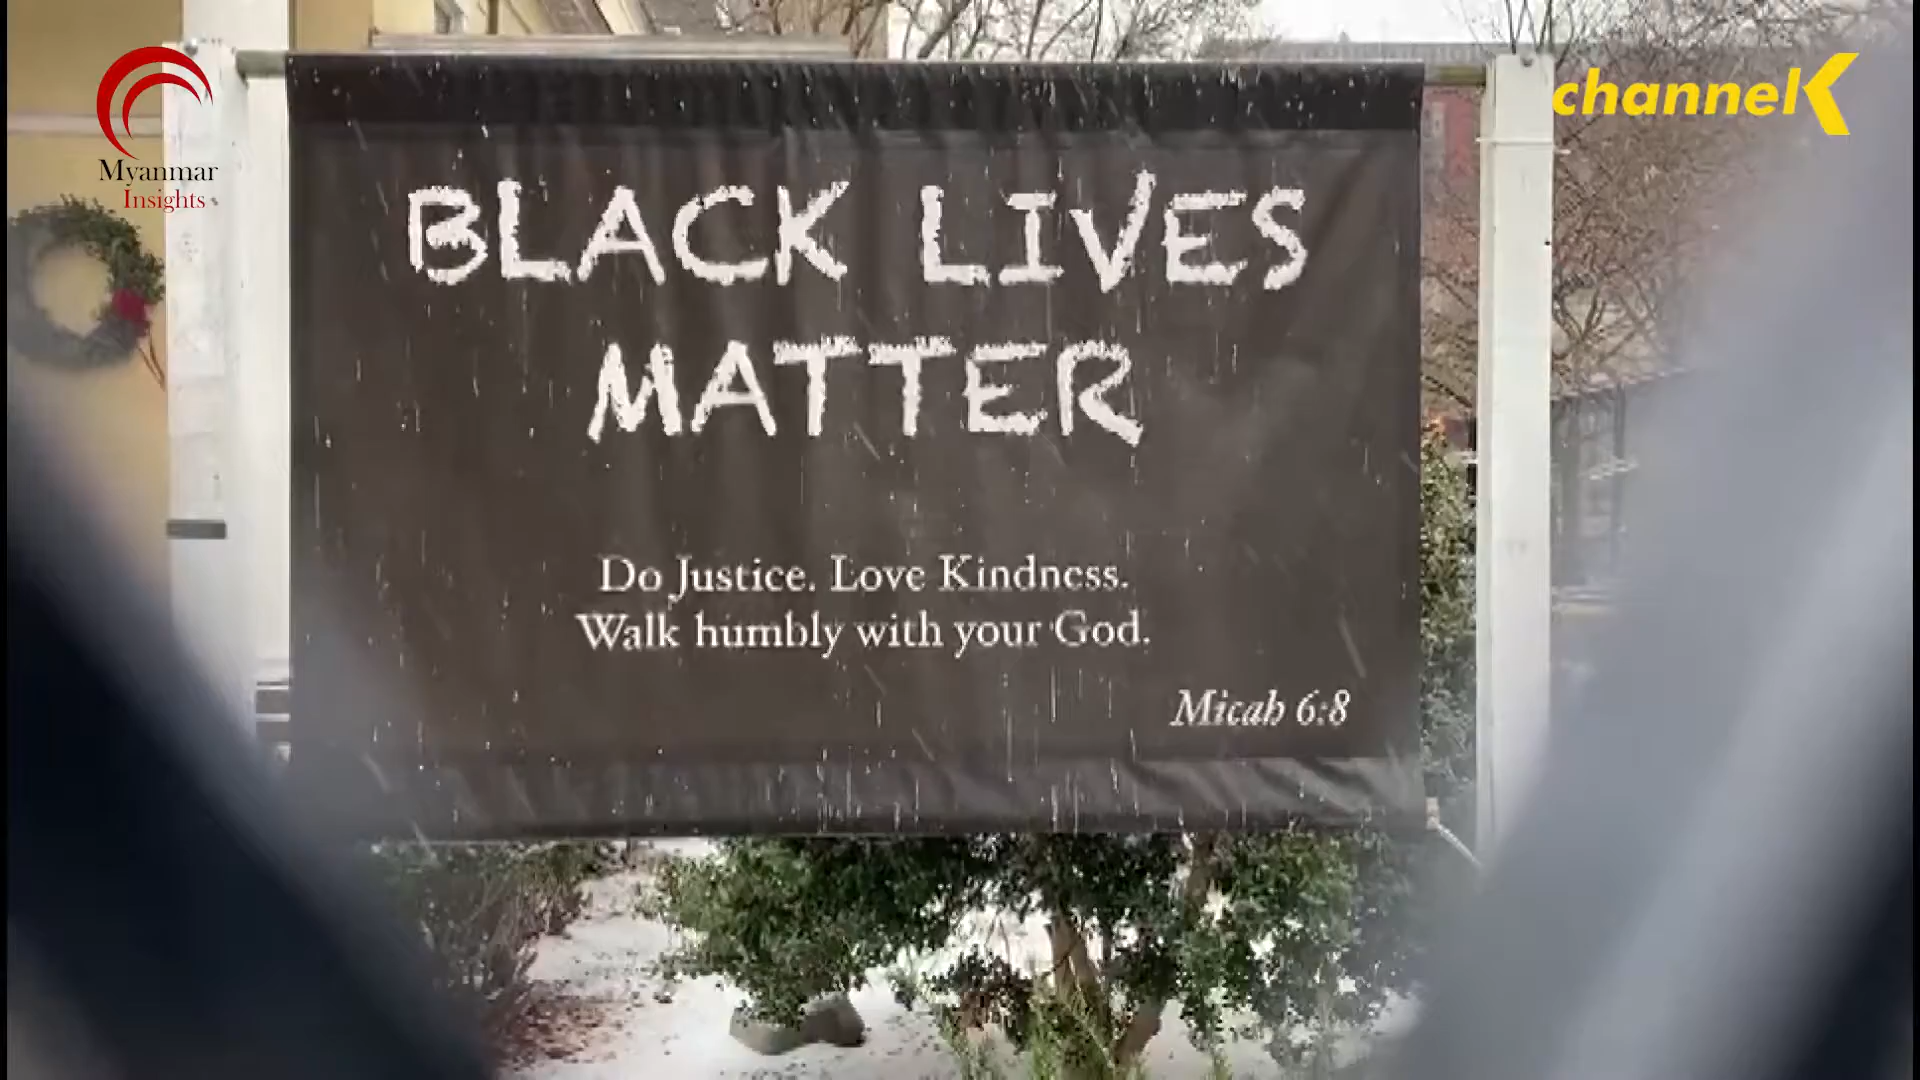 Myanmar
Insights
channelK
BLACK LIVES
MATTER
Do Justice. Love Kindness.
Walk humbly with your God.
Micah 6:8